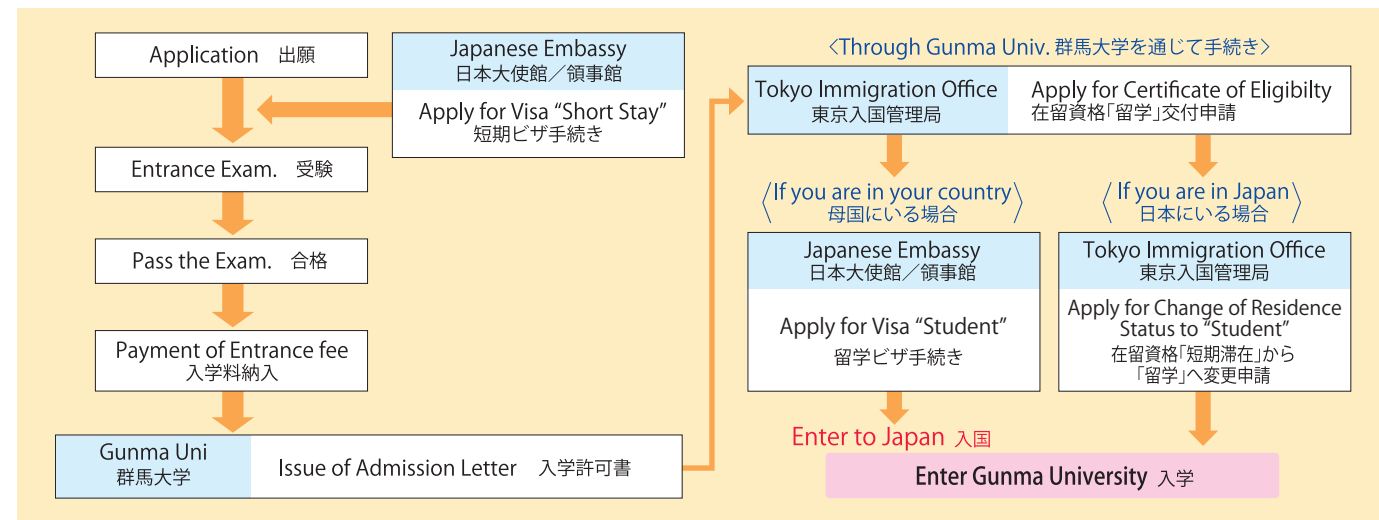 Application 出願
Japanese Embassy
日本大使館／領事館
Apply for Visa “Short Stay”
短期ビザ手続き
Entrance Exam. 受験
Pass the Exam. 合格
Payment of Entrance fee
入学料納入
Gunma Uni
群馬大学
Issue of Admission Letter 入学許可書
〈Through Gunma Univ. 群馬大学を通じて手続き〉
Tokyo Immigration Office
東京入国管理局
Apply for Certificate of Eligibilty
在留資格「留学」交付申請
〈If you are in your country
母国にいる場合〉
Japanese Embassy
日本大使館／領事館
Apply for Visa “Student”
留学ビザ手続き
Enter to Japan 入国
〈If you are in Japan
日本にいる場合〉
Tokyo Immigration Office
東京入国管理局
Apply for Change of Residence
Status to “Student”
在留資格「短期滞在」から
「留学」へ変更申請
Enter Gunma University 入学